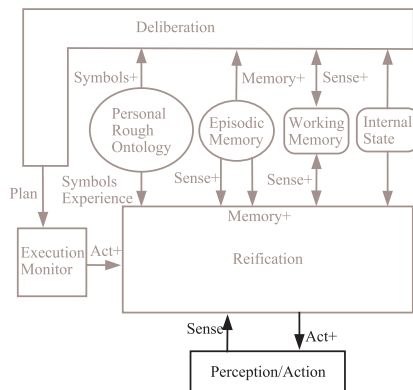 Deliberation
Symbols+
Memory+
Sense+
Personal
Rough
Ontology
Episodic
Memory
Working
Memory
Internal
State
Plan
Symbols
Experience
Sense+
Sense+
Memory+
Execution
Monitor
Act+
Reification
Sense
Act+
Perception/Action